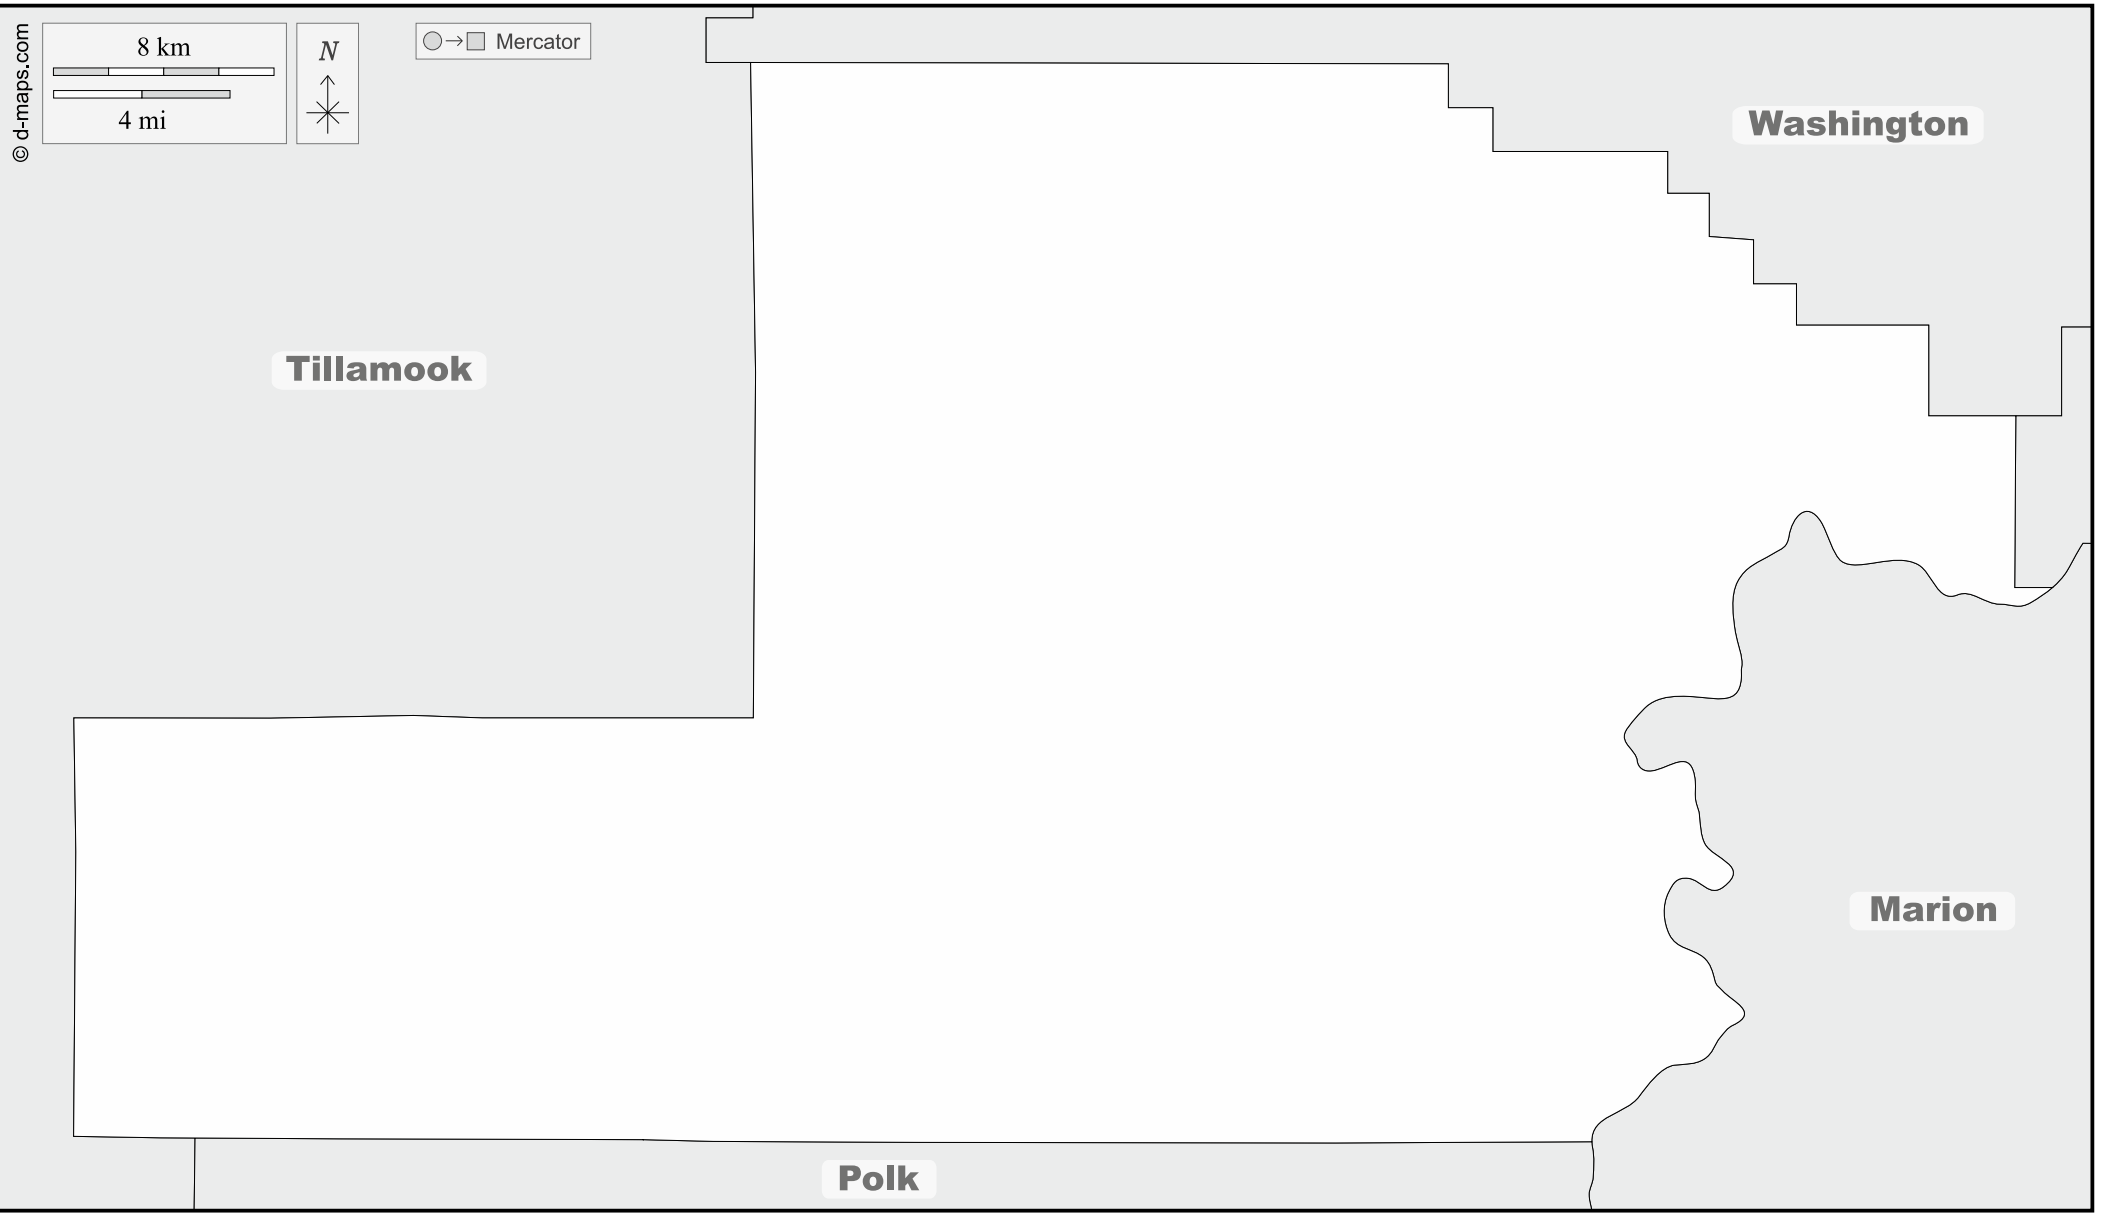 © d-maps.com
8 km
4 mi
N
Mercator
Washington
Tillamook
Marion
Polk